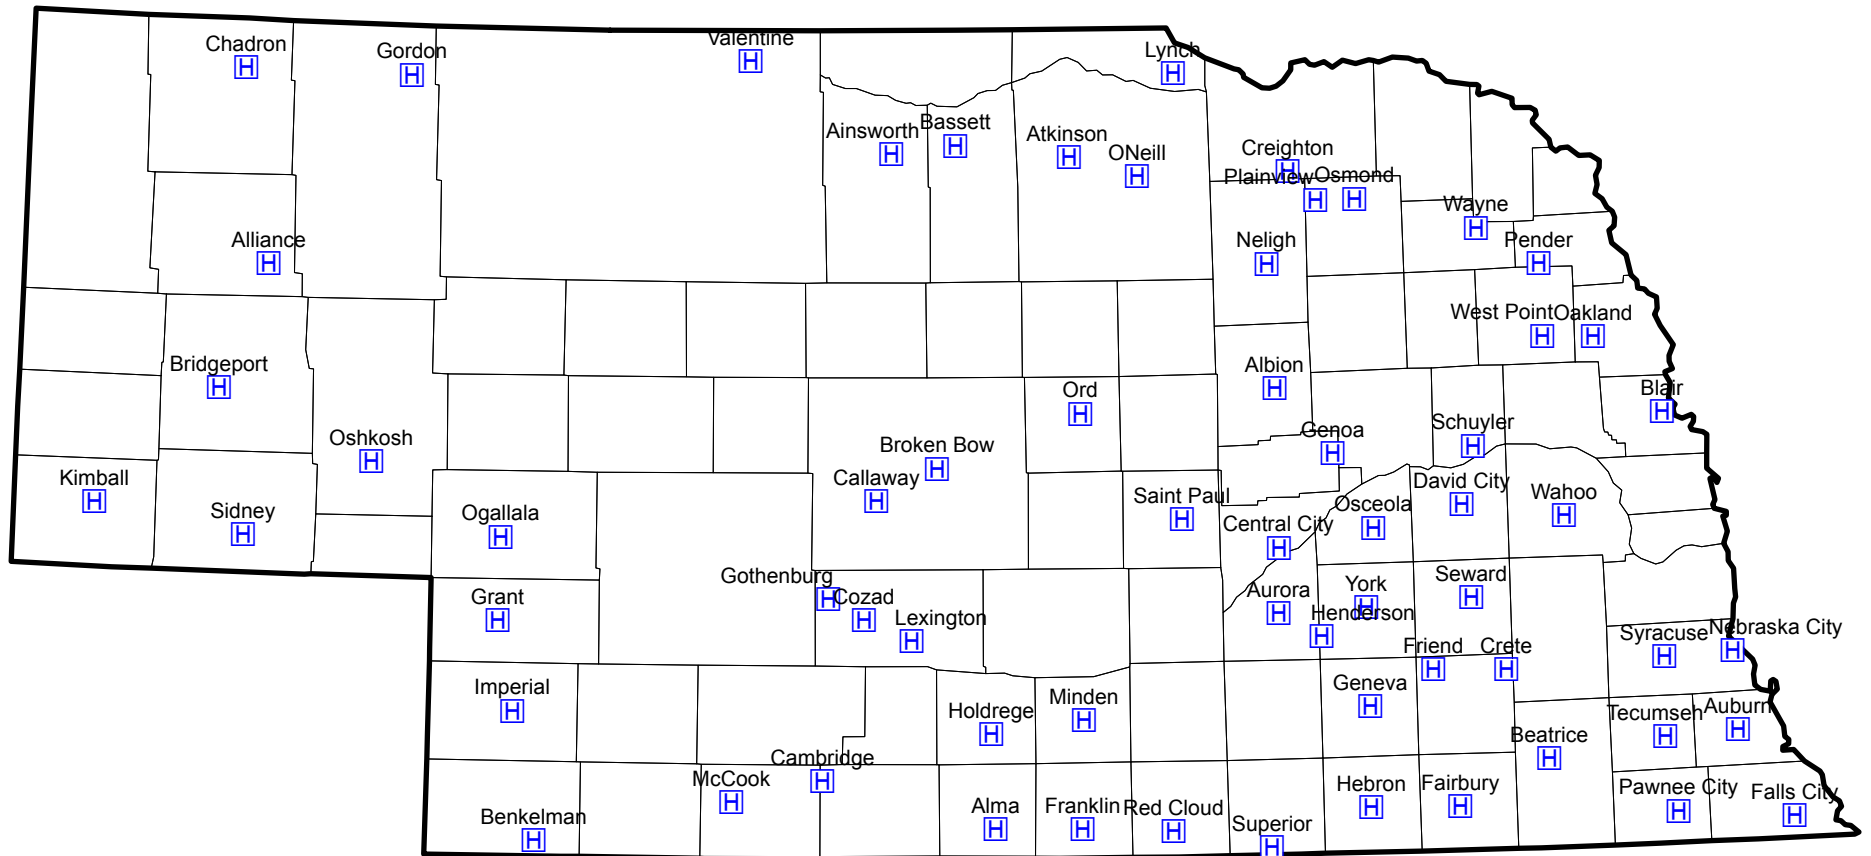 Chadron
Gordon
Valentine
Lynch
Ainsworth
Bassett
Atkinson
ONeill
Creighton
Plainview
Osmond
Wayne
Alliance
Neligh
Pender
West Point
Oakland
Bridgeport
Albion
Ord
Blair
Oshkosh
Broken Bow
Genoa
Schuyler
Kimball
Callaway
David City
Sidney
Ogallala
Saint Paul
Central City
Osceola
Wahoo
Gothenburg
Cozad
Grant
Lexington
Aurora
York
Henderson
Seward
Syracuse
Nebraska City
Friend
Crete
Imperial
Holdrege
Minden
Geneva
Tecumseh
Auburn
Beatrice
Cambridge
McCook
Benkelman
Alma
Franklin
Red Cloud
Superior
Hebron
Fairbury
Pawnee City
Falls City